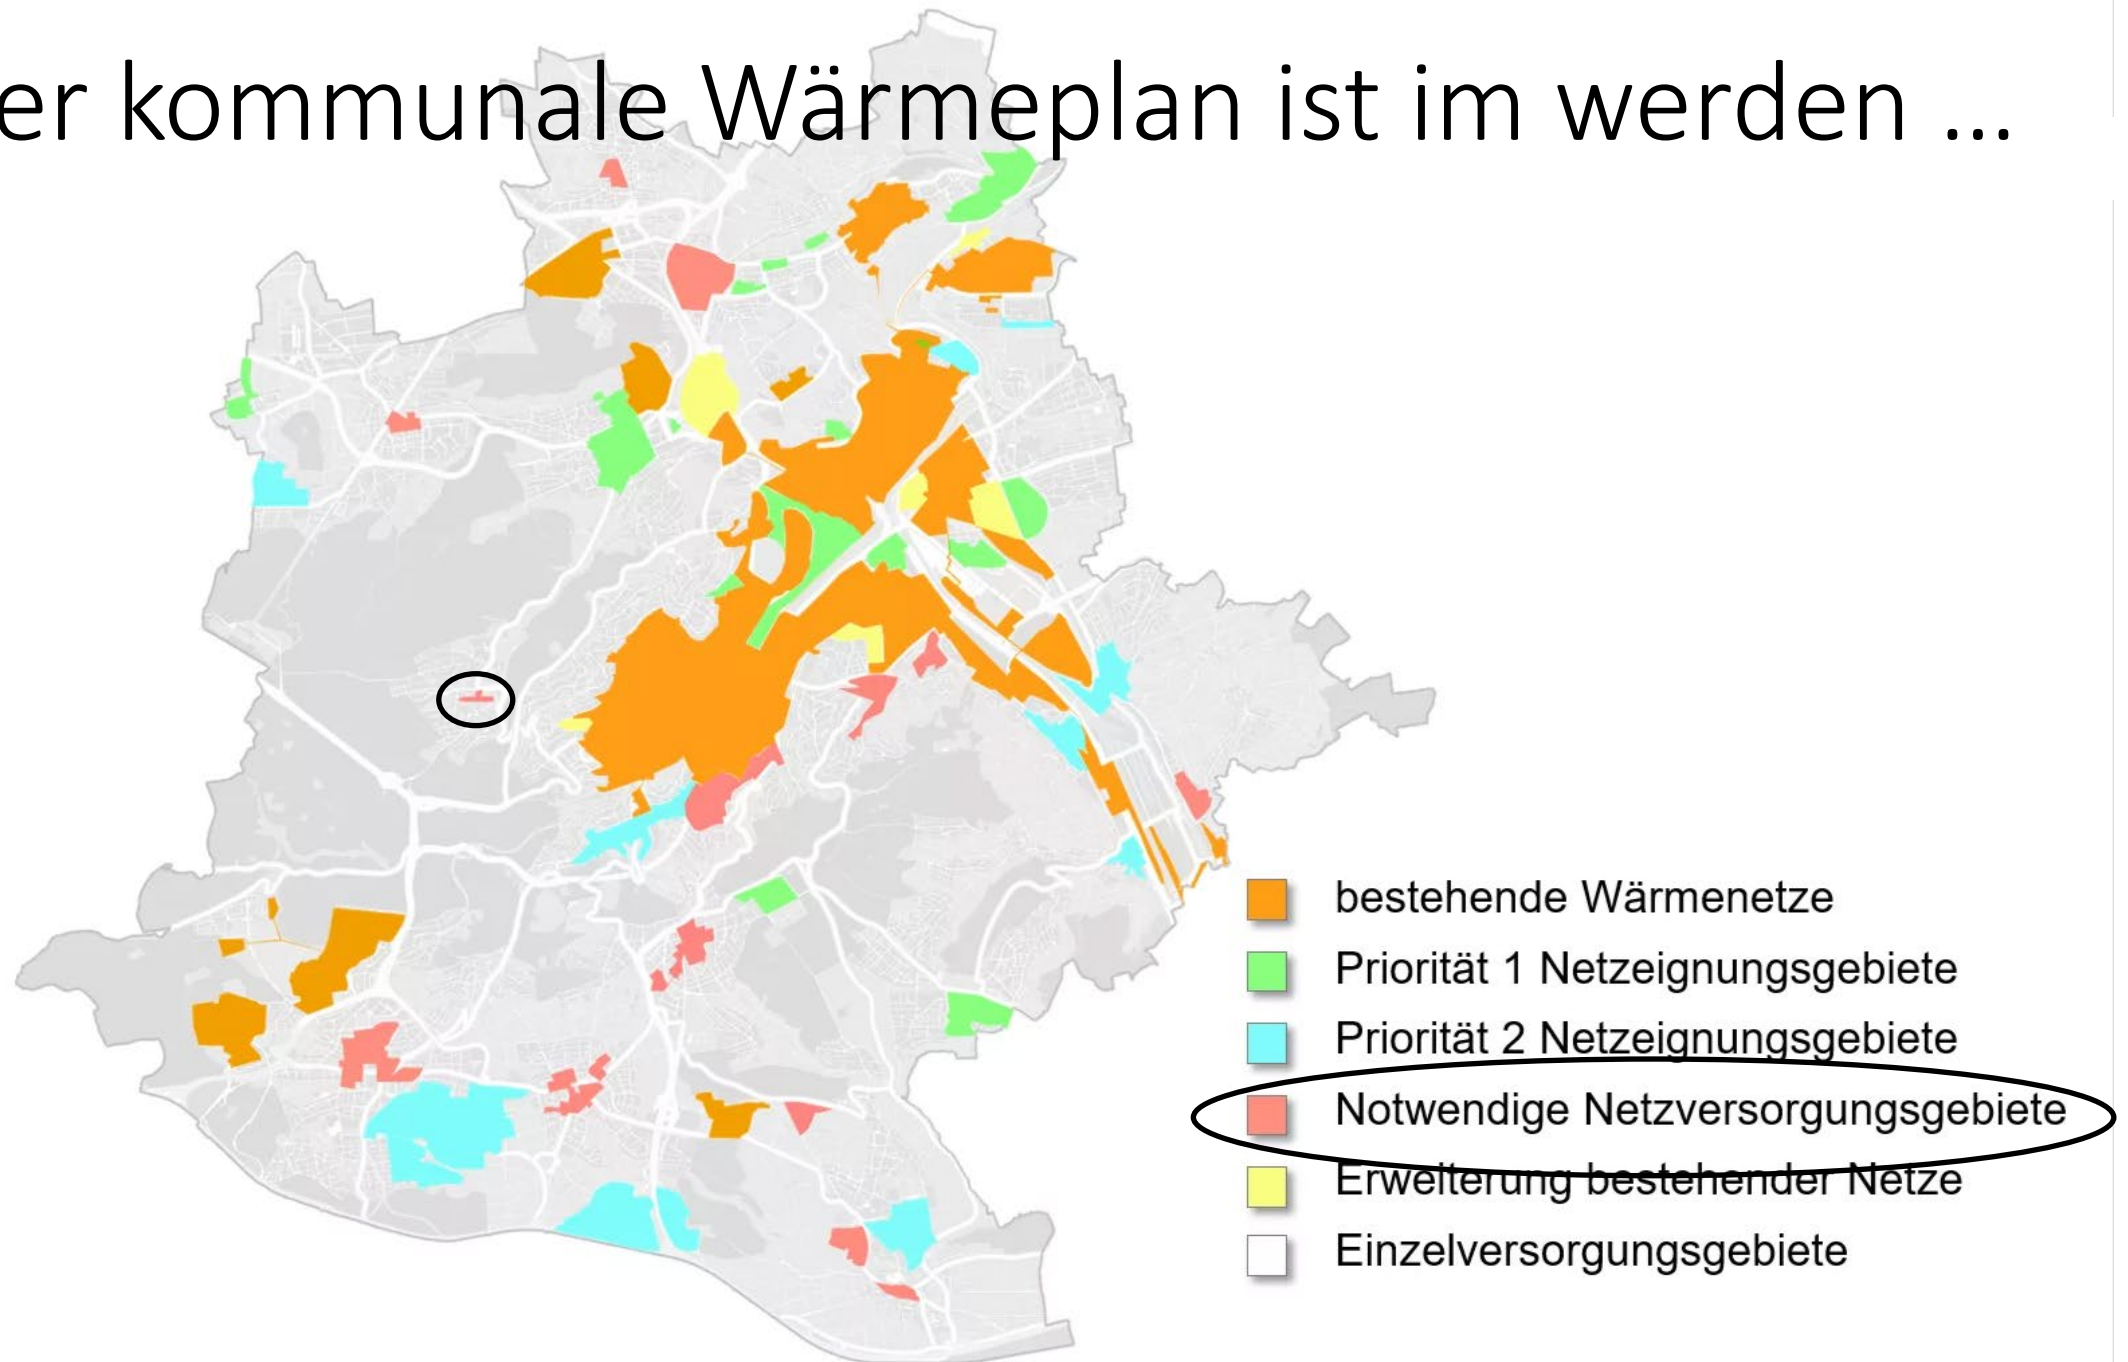 er kommunale Wärmeplan ist im werden ...
bestehende Wärmenetze
Priorität 1 Netzeignungsgebiete
Priorität 2 Netzeignungsgebiete
Notwendige Netzversorgungsgebiete
Erweiterung bestehender Netze
Einzelversorgungsgebiete